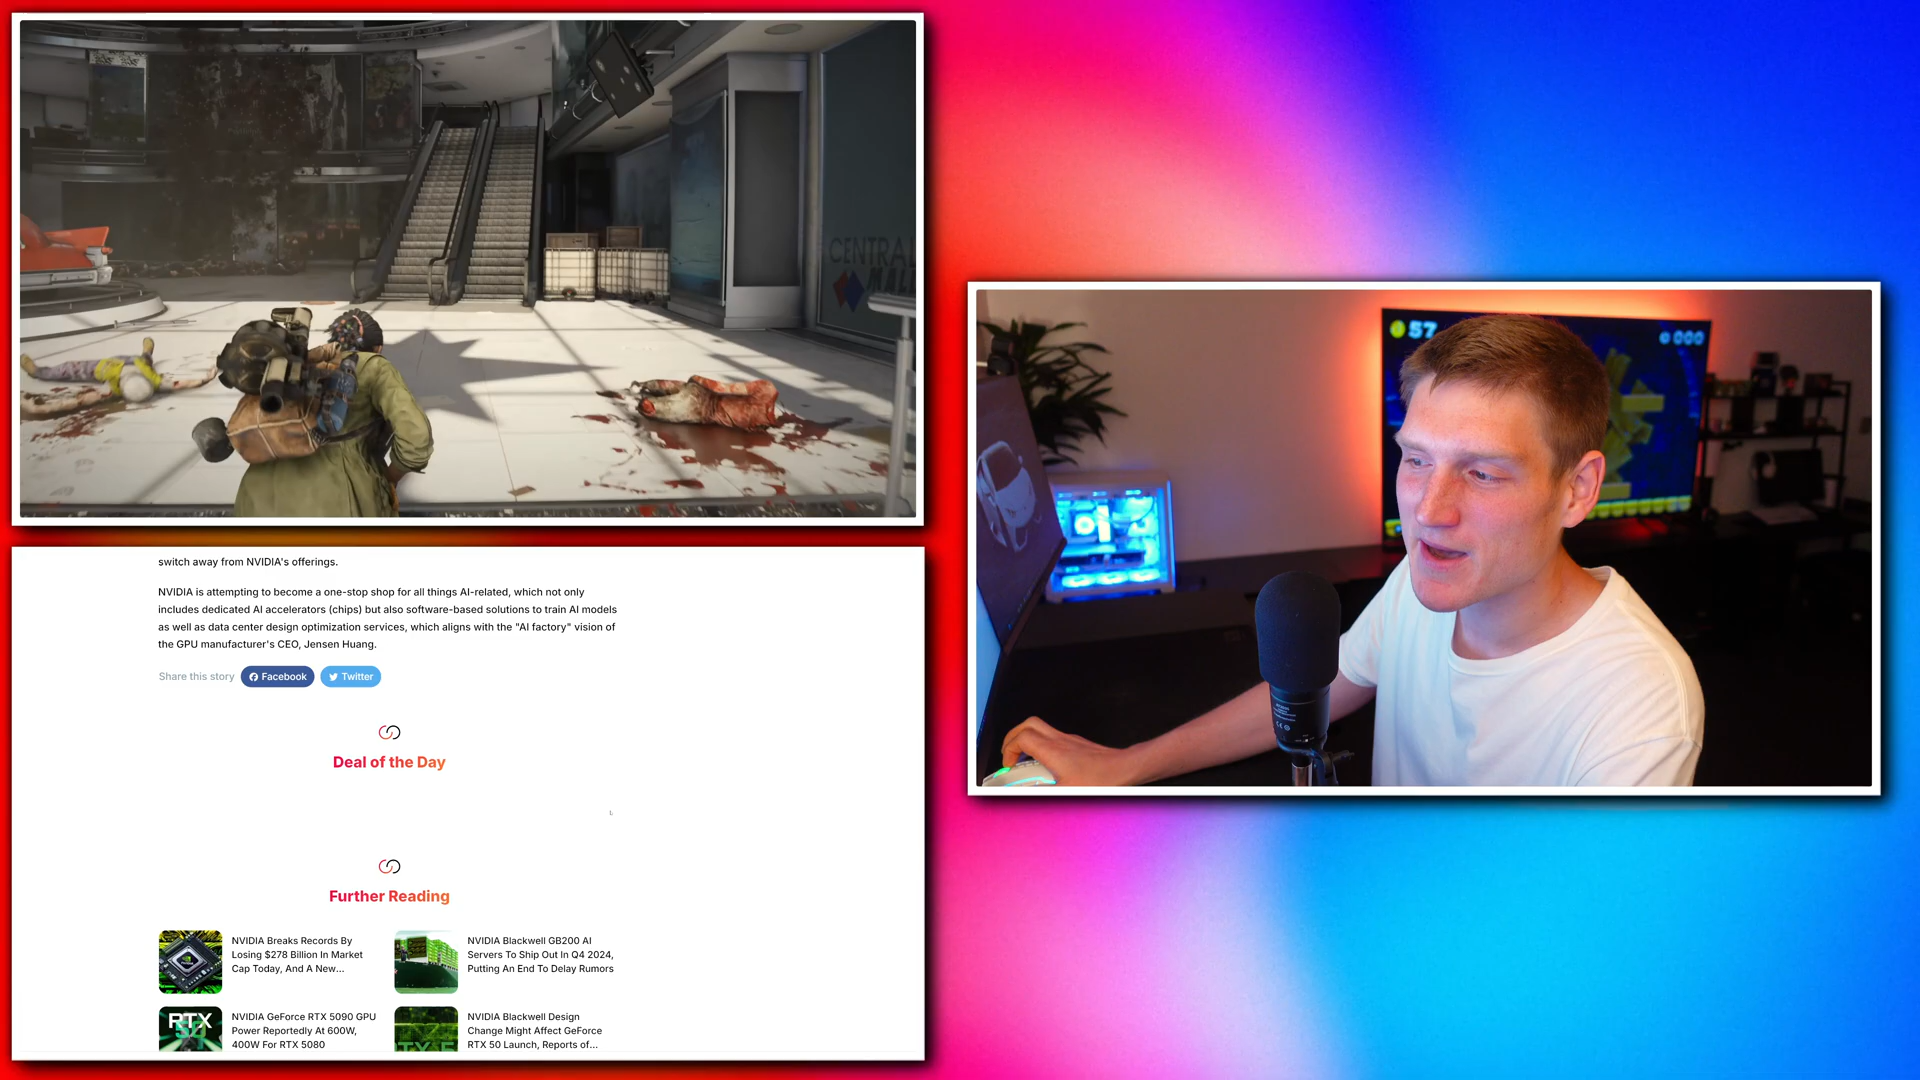 CENTRAL
MALL
switch away from NVIDIA's offerings.
NVIDIA is attempting to become a one-stop shop for all things AI-related, which not only
includes dedicated AI accelerators (chips) but also software-based solutions to train AI models
as well as data center design optimization services, which aligns with the "AI factory" vision of
the GPU manufacturer's CEO, Jensen Huang.
Share this story Facebook Twitter
Deal of the Day
Further Reading
NVIDIA Breaks Records By
Losing $278 Billion In Market
Cap Today, And A New...
NVIDIA Blackwell GB200 AI
Servers To Ship Out In Q4 2024,
Putting An End To Delay Rumors
RTX
50
NVIDIA GeForce RTX 5090 GPU
Power Reportedly At 600W,
400W For RTX 5080
NVIDIA Blackwell Design
Change Might Affect GeForce
RTX 50 Launch, Reports of...
57
000